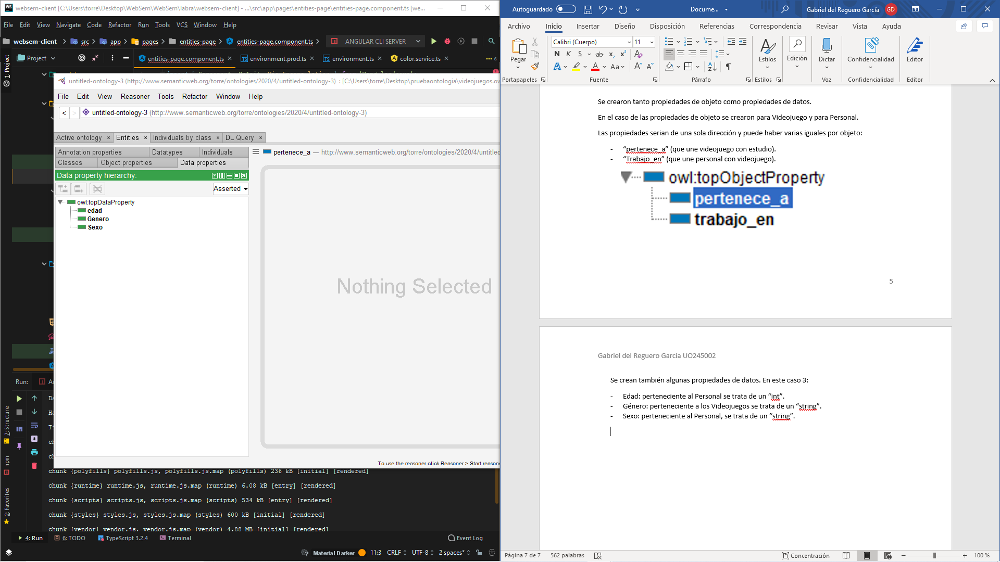 websem-client [C:\Users\torre\Desktop\WebSem\WebSem\labra\websem-client] - ...\src\app\pages\entities-page\entities-page.component.ts [we...
File Edit View Navigate Code Refactor Run Tools VCS Window Help
websem-client src app pages entities-page entities-page.component.ts ANGULAR CLI SERVER
1: Project
Project
entities-page.component.ts
environment.prod.ts
environment.ts
color.service.ts
6
untitled-ontology-3 (http://www.semanticweb.org/torre/ontologies/2020/4/untitled-ontology-3) : [C:\Users\torre\Desktop\pruebaontologia\videojuegos.ow
File Edit View Reasoner Tools Refactor Window Help
< >
untitled-ontology-3 (http://www.semanticweb.org/torre/ontologies/2020/4/untitled-ontology-3)
Active ontology × Entities × Individuals by class × DL Query ×
Annotation properties Datatypes Individuals
Classes Object properties Data properties
Data property hierarchy:
Asserted
owl:topDataProperty
edad
Genero
Sexo
pertenece_a — http://www.semanticweb.org/torre/ontologies/2020/4/untitled
Nothing Selected
To use the reasoner click Reasoner > Start reasone
Run:
7: Structure
npm
2: Favorites
chunk {polyfills} polyfills.js, polyfills.js.map (polyfills) 236 kB [initial] [rendered]
chunk {runtime} runtime.js, runtime.js.map (runtime) 6.08 kB [entry] [rendered]
chunk {scripts} scripts.js, scripts.js.map (scripts) 534 kB [entry] [rendered]
chunk {styles} styles.js, styles.js.map (styles) 600 kB [initial] [rendered]
chunk {vendor} vendor.js, vendor.js.map (vendor) 4.88 MB [initial] [rendered]
4: Run 6: TODO TypeScript 3.2.4 Terminal Event Log
Material Darker 11:3 CRLF UTF-8 2 spaces*
Autoguardado Docume... Gabriel del Reguero García GD
Archivo Inicio Insertar Diseño Disposición Referencias Correspondencia Revisar Vista Ayuda
Pegar
Portapapeles
Calibri (Cuerpo) 11
N K S ab x₂ x²
A A Aa A A
Fuente
Párrafo
Estilos
Estilos
Edición
Dictar
Voz
Confidencialidad
Confidencialidad
Editor
Editor
Se crearon tanto propiedades de objeto como propiedades de datos.
En el caso de las propiedades de objeto se crearon para Videojuego y para Personal.
Las propiedades serian de una sola dirección y puede haber varias iguales por objeto:
- “pertenece_a” (que une videojuego con estudio).
- “Trabajo_en” (que une personal con videojuego).
owl:topObjectProperty
pertenece_a
trabajo_en
5
Gabriel del Reguero García UO245002
Se crean también algunas propiedades de datos. En este caso 3:
- Edad: perteneciente al Personal se trata de un “int”.
- Género: perteneciente a los Videojuegos se trata de un “string”.
- Sexo: perteneciente al Personal, se trata de un “string”.
Página 7 de 7 562 palabras Concentración 100 %